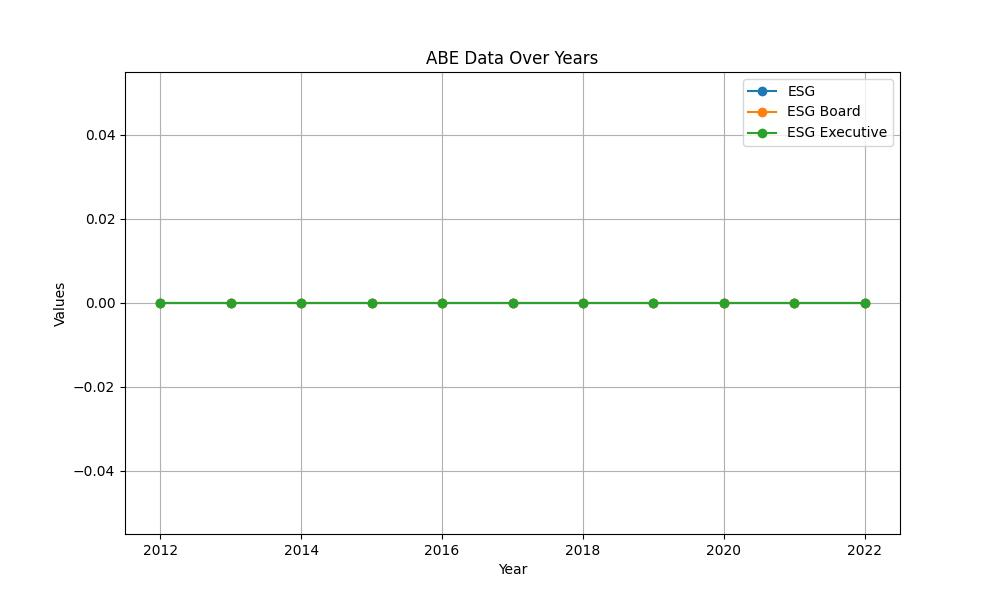 ABE Data Over Years
ESG
ESG Board
ESG Executive
0.04
0.02
0.00
−0.02
−0.04
Values
2012 2014 2016 2018 2020 2022
Year